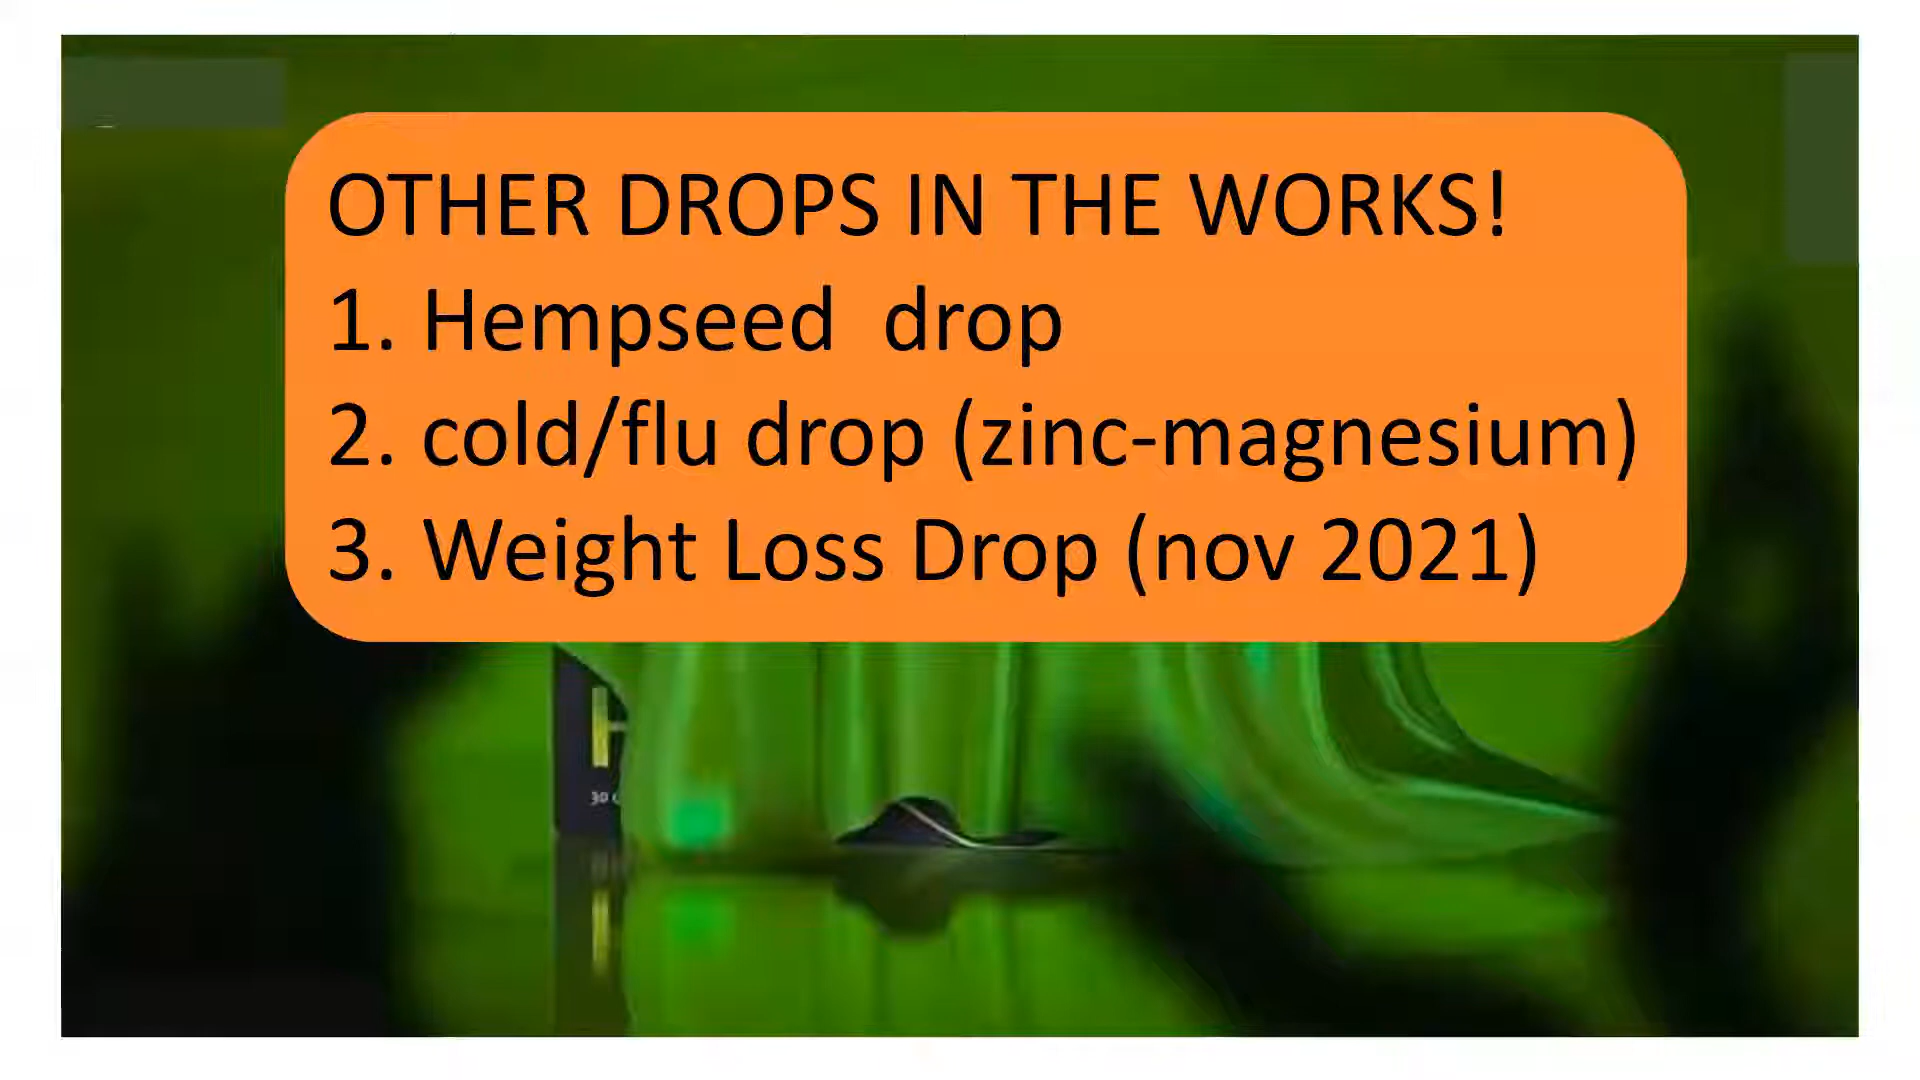 OTHER DROPS IN THE WORKS!
1. Hempseed drop
2. cold/flu drop (zinc-magnesium)
3. Weight Loss Drop (nov 2021)
30